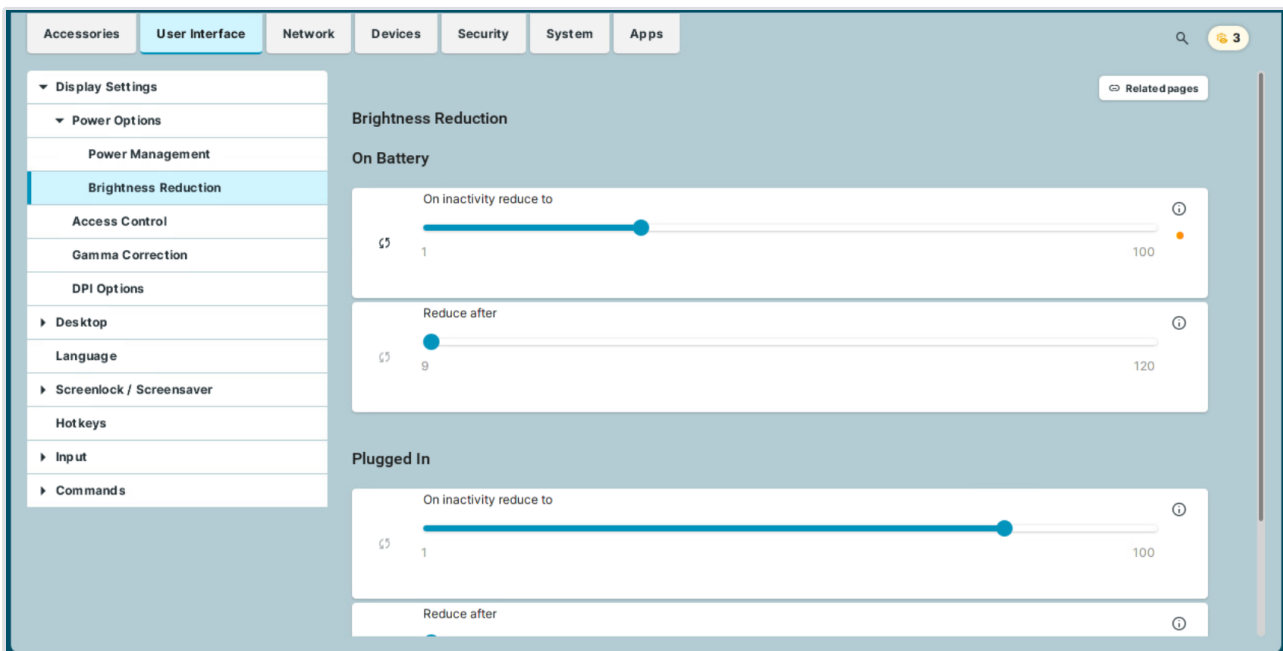 Accessories
User Interface
Network
Devices
Security
System
Apps
3
Display Settings
Power Options
Power Management
Brightness Reduction
Access Control
Gamma Correction
DPI Options
Desktop
Language
Screenlock / Screensaver
Hotkeys
Input
Commands
Related pages
Brightness Reduction
On Battery
On inactivity reduce to
1 100
Reduce after
9 120
Plugged In
On inactivity reduce to
1 100
Reduce after